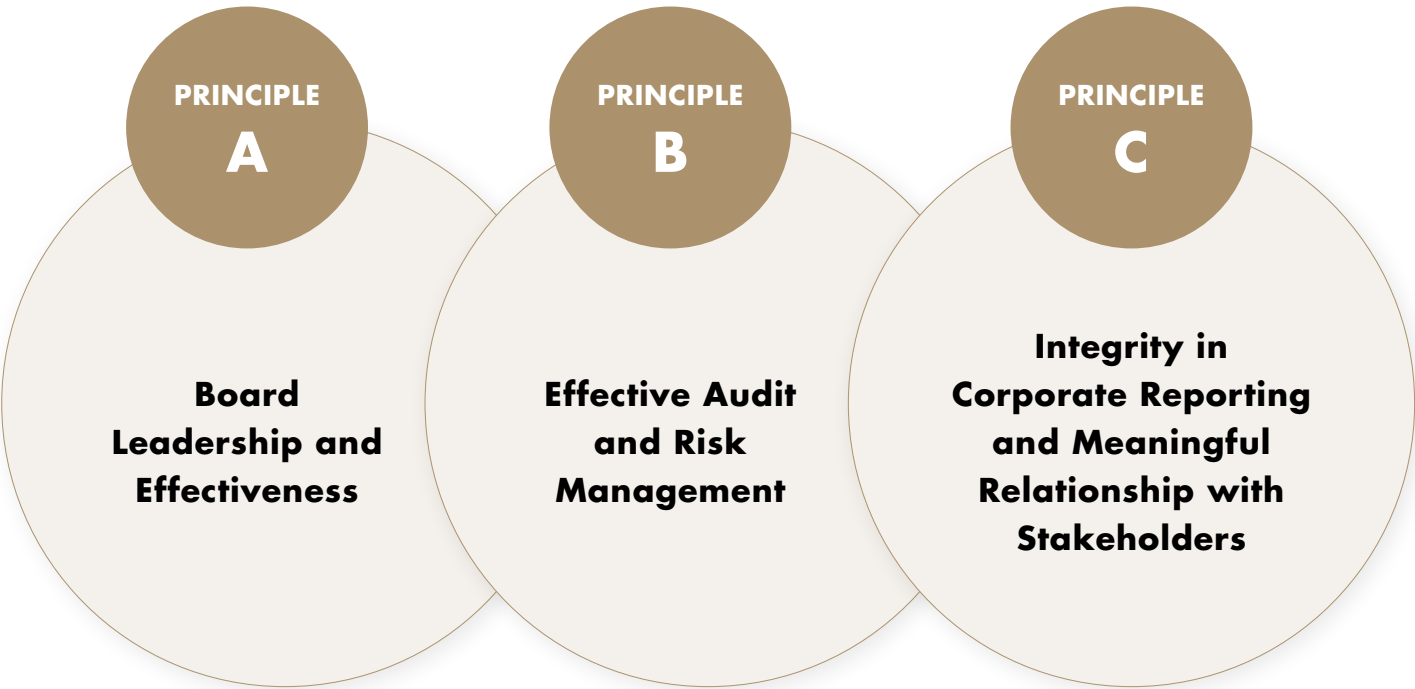 PRINCIPLE
A
Board
Leadership and
Effectiveness
PRINCIPLE
B
Effective Audit
and Risk
Management
PRINCIPLE
C
Integrity in
Corporate Reporting
and Meaningful
Relationship with
Stakeholders